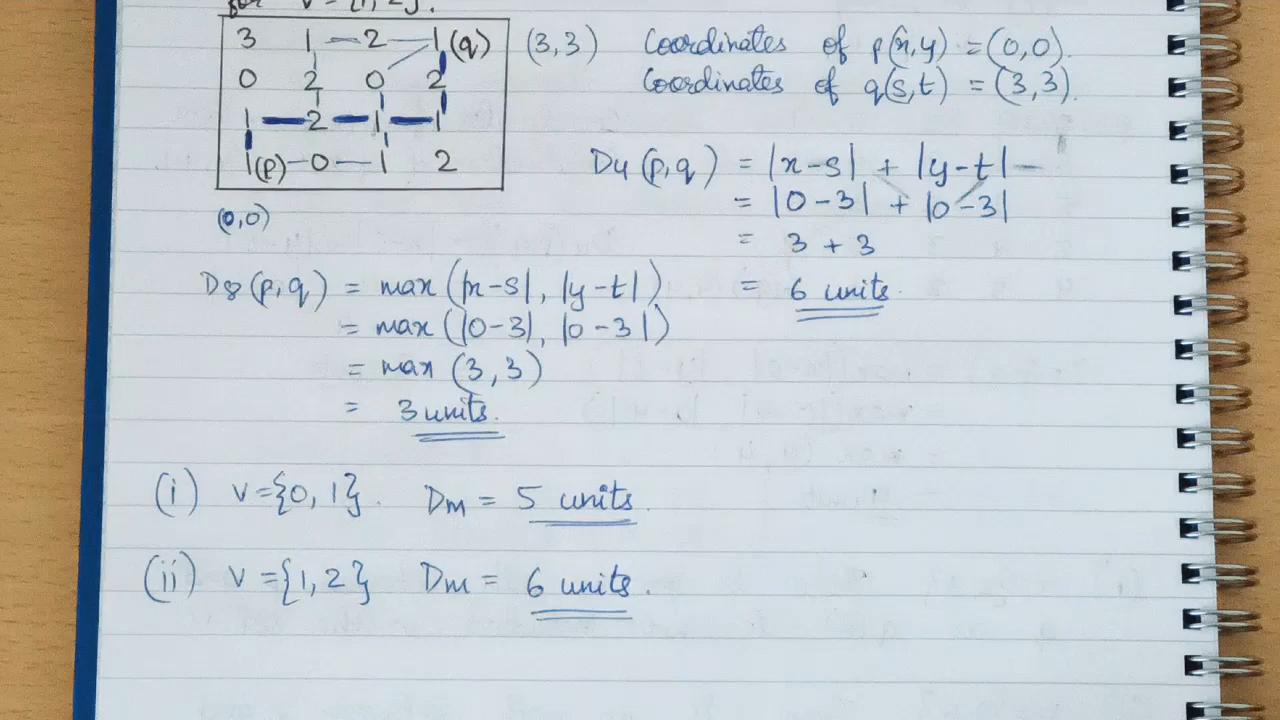 for V = {1, 2}.
3 1 2 1(q) (3,3)
0 2 0 2
1 2 1 1
1(p) 0 1 2
(0,0)
Coordinates of p(x,y) = (0,0).
Coordinates of q(s,t) = (3,3).
D4 (p,q) = |x-s| + |y-t|
= |0-3| + |0-3|
= 3 + 3
= 6 units.
D8 (p,q) = max (|x-s|, |y-t|)
= max (|0-3|, |0-3|)
= max (3,3)
= 3 units.
(i) V={0,1}. Dm = 5 units.
(ii) V={1,2} Dm = 6 units.